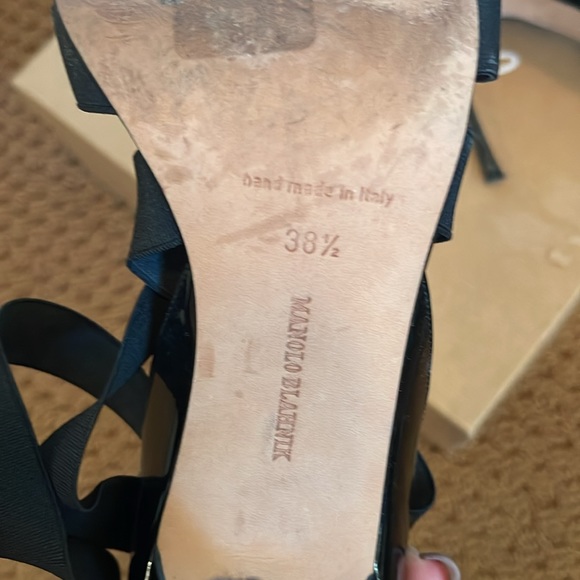 hand made in Italy
38½
MANOLO BLAHNIK